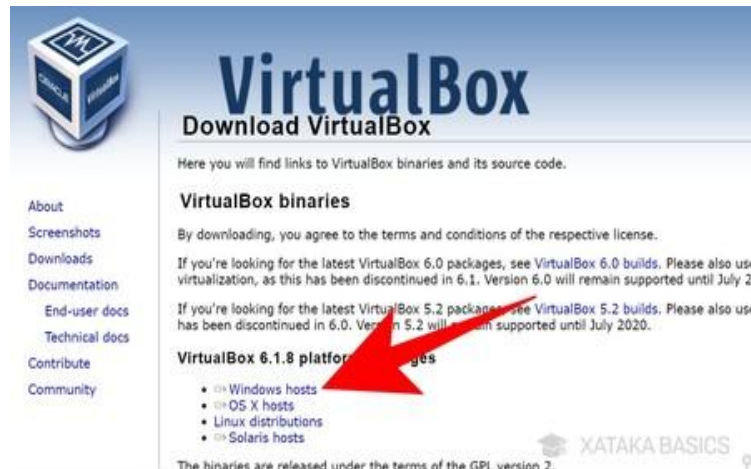 VirtualBox
Download VirtualBox
Here you will find links to VirtualBox binaries and its source code.
About
Screenshots
Downloads
Documentation
End-user docs
Technical docs
Contribute
Community
VirtualBox binaries
By downloading, you agree to the terms and conditions of the respective license.
If you're looking for the latest VirtualBox 6.0 packages, see VirtualBox 6.0 builds. Please also use
virtualization, as this has been discontinued in 6.1. Version 6.0 will remain supported until July 2
If you're looking for the latest VirtualBox 5.2 packages, see VirtualBox 5.2 builds. Please also use
has been discontinued in 6.0. Version 5.2 will remain supported until July 2020.
VirtualBox 6.1.8
Windows hosts
OS X hosts
Linux distributions
Solaris hosts
The binaries are released under the terms of the GPL version 2.
XATAKA BASICS
ORACLE
VirtualBox